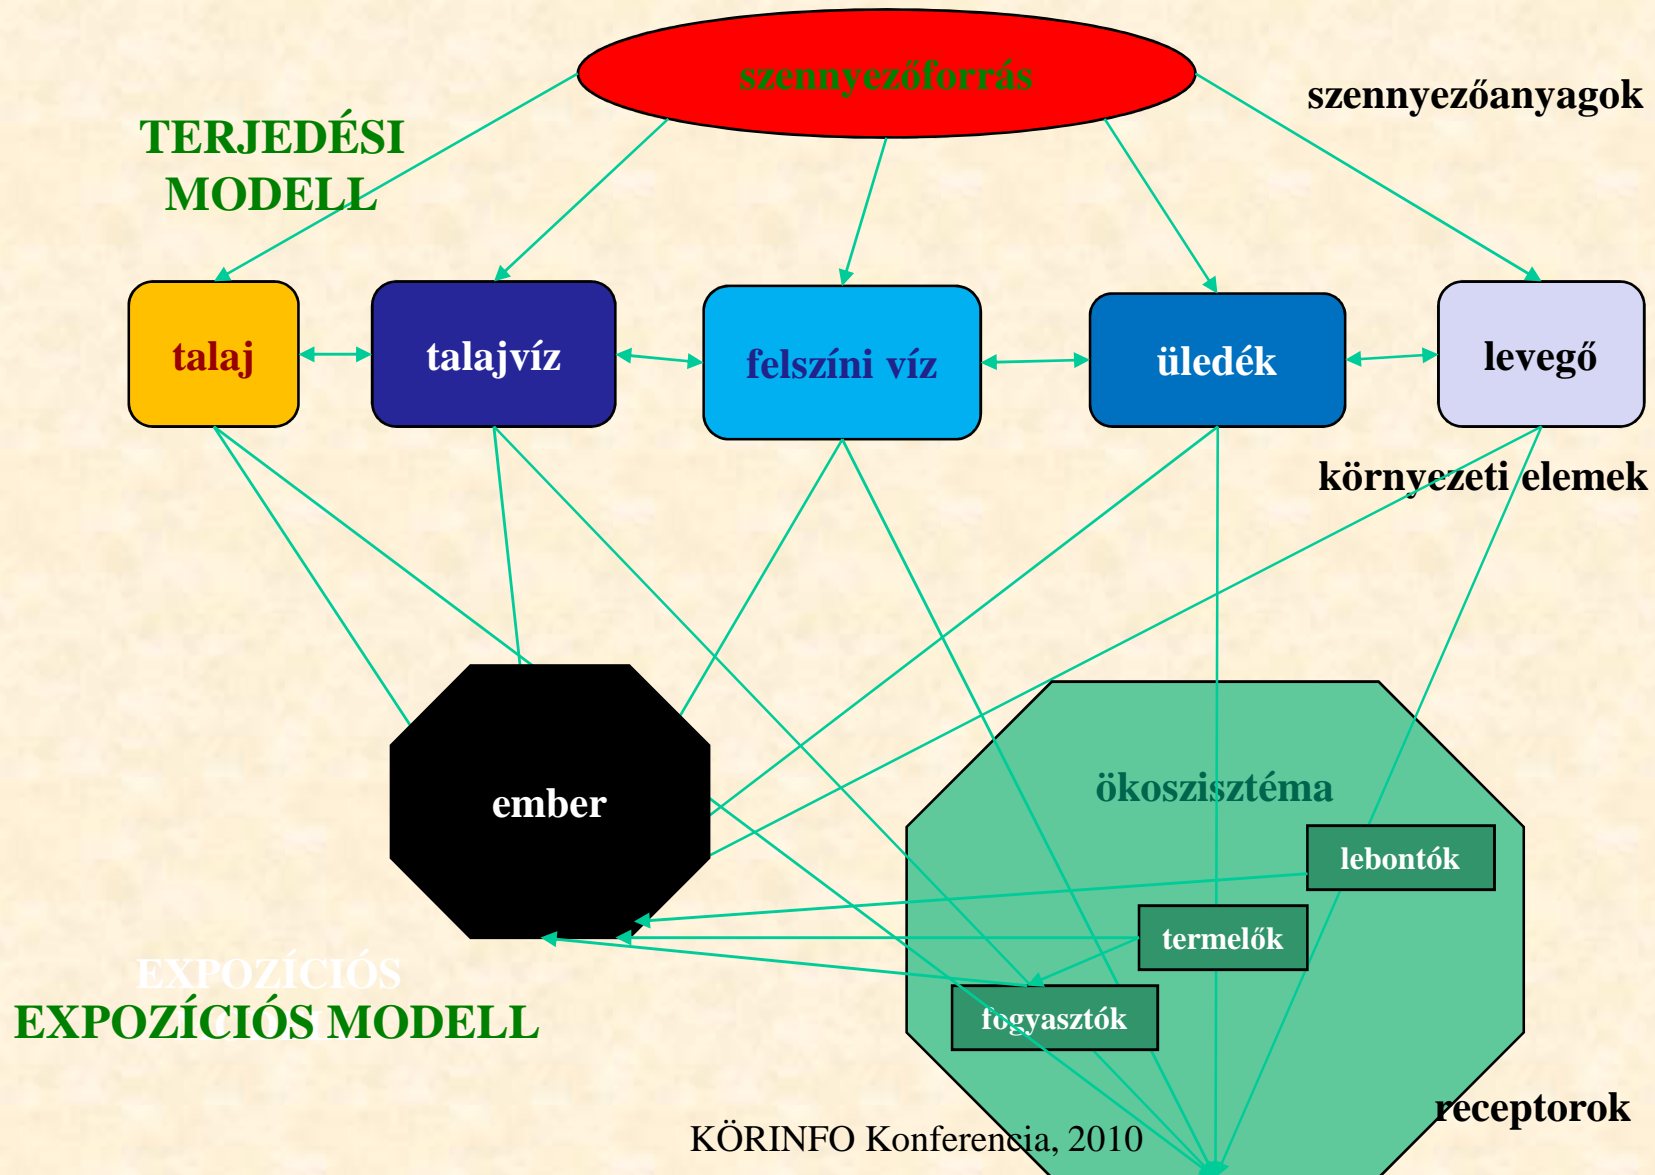 szennyezőforrás
szennyezőanyagok
TERJEDÉSI
MODELL
talaj
talajvíz
felszíni víz
üledék
levegő
környezeti elemek
ember
ökoszisztéma
lebontók
termelők
fogyasztók
EXPOZÍCIÓS
EXPOZÍCIÓS MODELL
receptorok
KÖRINFO Konferencia, 2010